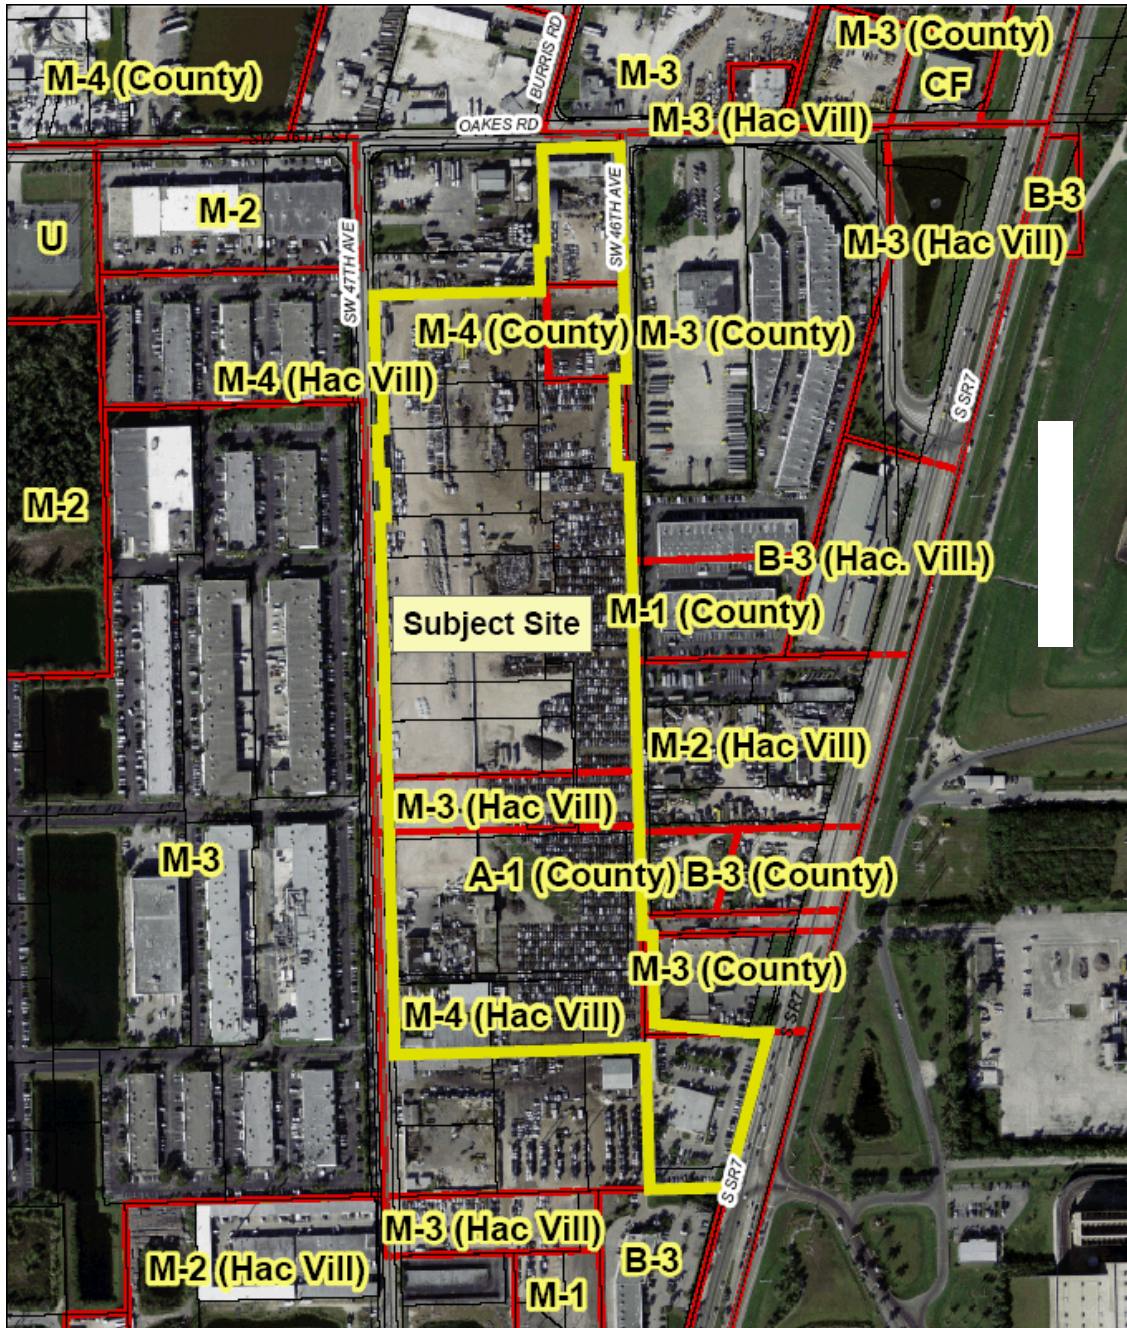 M-3 (County)
M-4 (County)
BURRIS RD
M-3
CF
OAKES RD
M-3 (Hac Vill)
M-2
SW 46TH AVE
B-3
U
M-3 (Hac Vill)
SW 47TH AVE
M-4 (County)
M-3 (County)
M-4 (Hac Vill)
S SR7
M-2
B-3 (Hac. Vill.)
Subject Site
M-1 (County)
M-2 (Hac Vill)
M-3 (Hac Vill)
M-3
A-1 (County)
B-3 (County)
M-3 (County)
M-4 (Hac Vill)
S SR7
S SR7
M-3 (Hac Vill)
M-2 (Hac Vill)
B-3
M-1